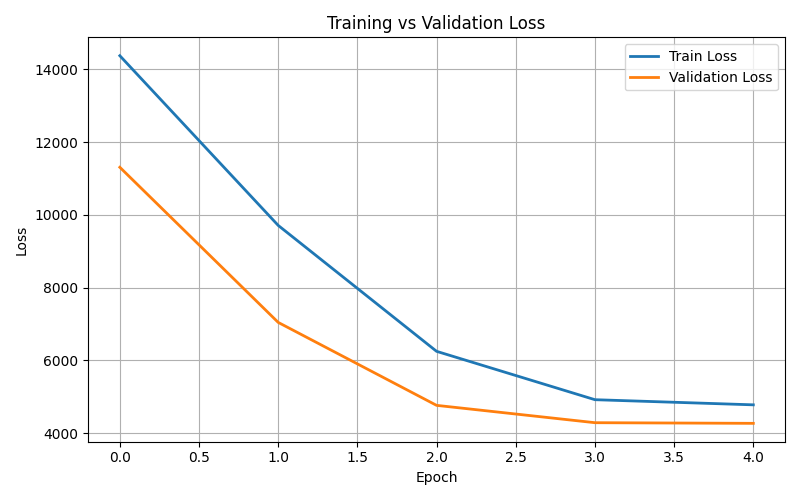 Training vs Validation Loss
Train Loss
Validation Loss
14000
12000
10000
8000
6000
4000
Loss
0.0 0.5 1.0 1.5 2.0 2.5 3.0 3.5 4.0
Epoch